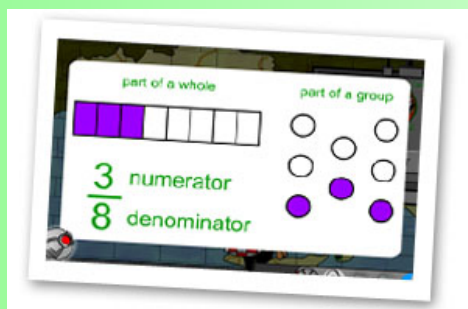 part of a whole
part of a group
3 numerator
8 denominator